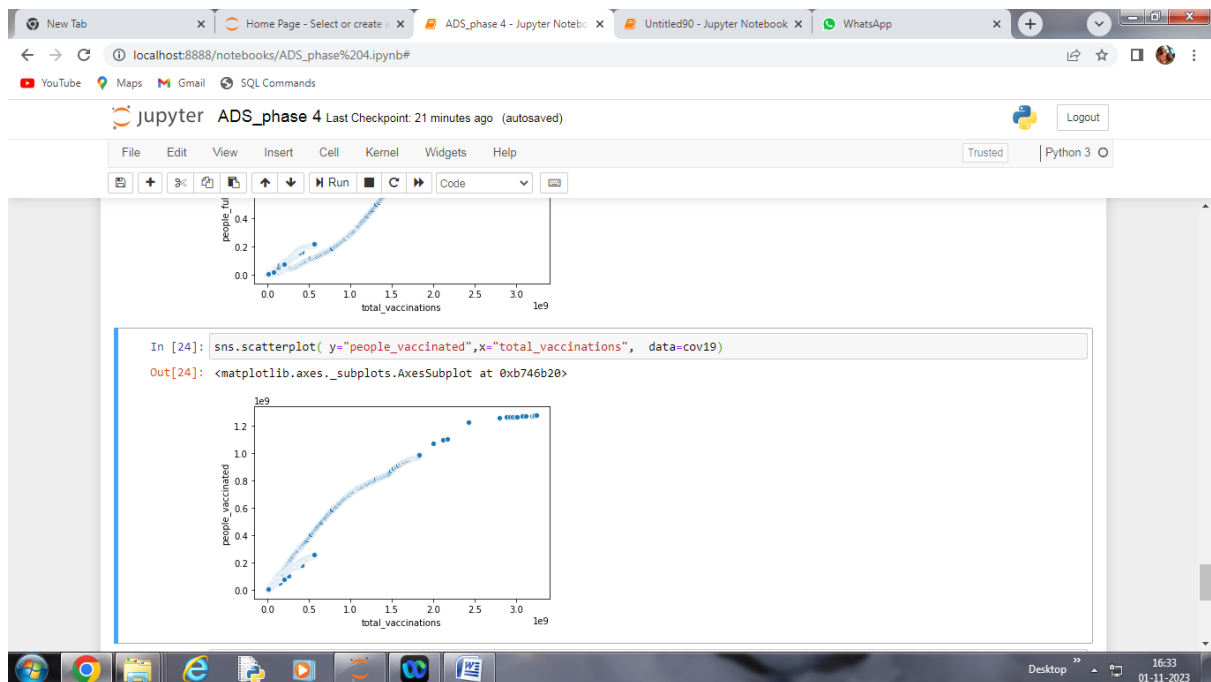 New Tab
Home Page - Select or create a
ADS_phase 4 - Jupyter Notebo
Untitled90 - Jupyter Notebook
WhatsApp
localhost:8888/notebooks/ADS_phase%204.ipynb#
YouTube Maps Gmail SQL Commands
jupyter ADS_phase 4 Last Checkpoint: 21 minutes ago (autosaved)
Logout
File Edit View Insert Cell Kernel Widgets Help
Trusted
Python 3
Run Code
people_ful
0.4
0.2
0.0
0.0 0.5 1.0 1.5 2.0 2.5 3.0
total_vaccinations 1e9
In [24]: sns.scatterplot( y="people_vaccinated",x="total_vaccinations", data=cov19)
Out[24]: <matplotlib.axes._subplots.AxesSubplot at 0xb746b20>
1e9
1.2
1.0
0.8
0.6
0.4
0.2
0.0
people_vaccinated
0.0 0.5 1.0 1.5 2.0 2.5 3.0
total_vaccinations 1e9
Desktop
16:33
01-11-2023